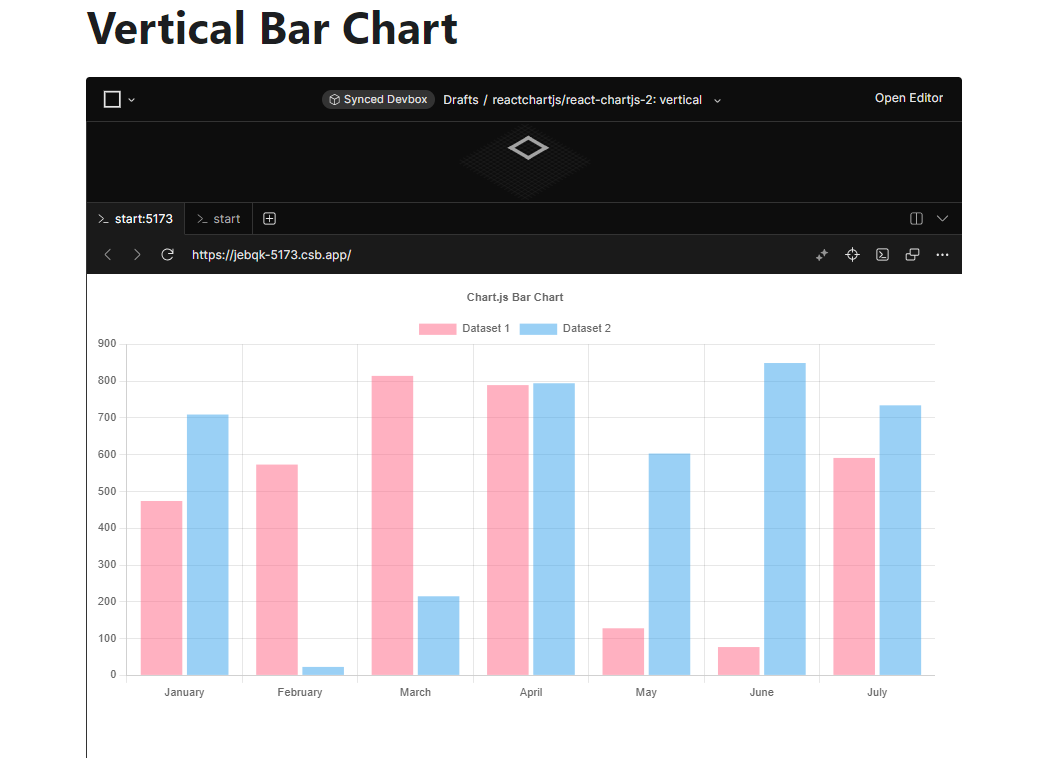 Vertical Bar Chart
Synced Devbox Drafts / reactchartjs/react-chartjs-2: vertical Open Editor
>_ start:5173 >_ start
https://jebqk-5173.csb.app/
Chart.js Bar Chart
Dataset 1 Dataset 2
900
800
700
600
500
400
300
200
100
0
January February March April May June July